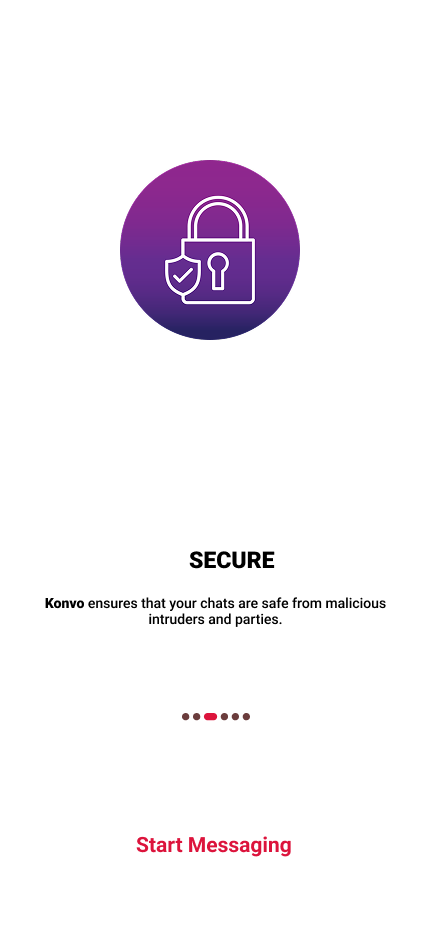 SECURE
Konvo ensures that your chats are safe from malicious
intruders and parties.
Start Messaging